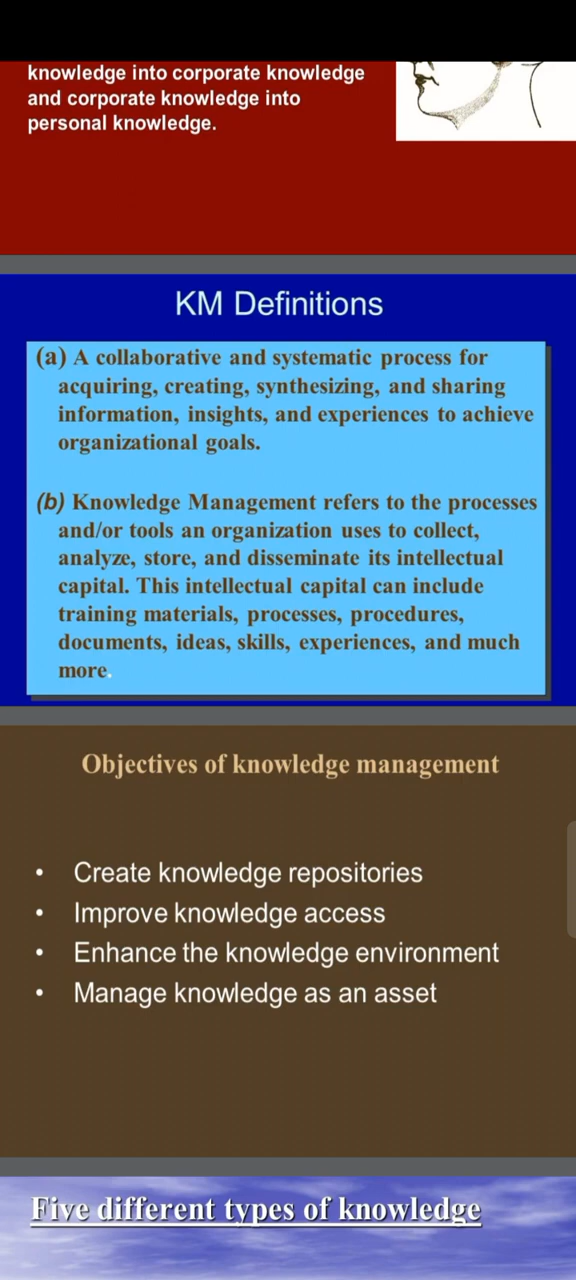 knowledge into corporate knowledge
and corporate knowledge into
personal knowledge.
KM Definitions
(a) A collaborative and systematic process for
acquiring, creating, synthesizing, and sharing
information, insights, and experiences to achieve
organizational goals.
(b) Knowledge Management refers to the processes
and/or tools an organization uses to collect,
analyze, store, and disseminate its intellectual
capital. This intellectual capital can include
training materials, processes, procedures,
documents, ideas, skills, experiences, and much
more.
Objectives of knowledge management
• Create knowledge repositories
• Improve knowledge access
• Enhance the knowledge environment
• Manage knowledge as an asset
Five different types of knowledge